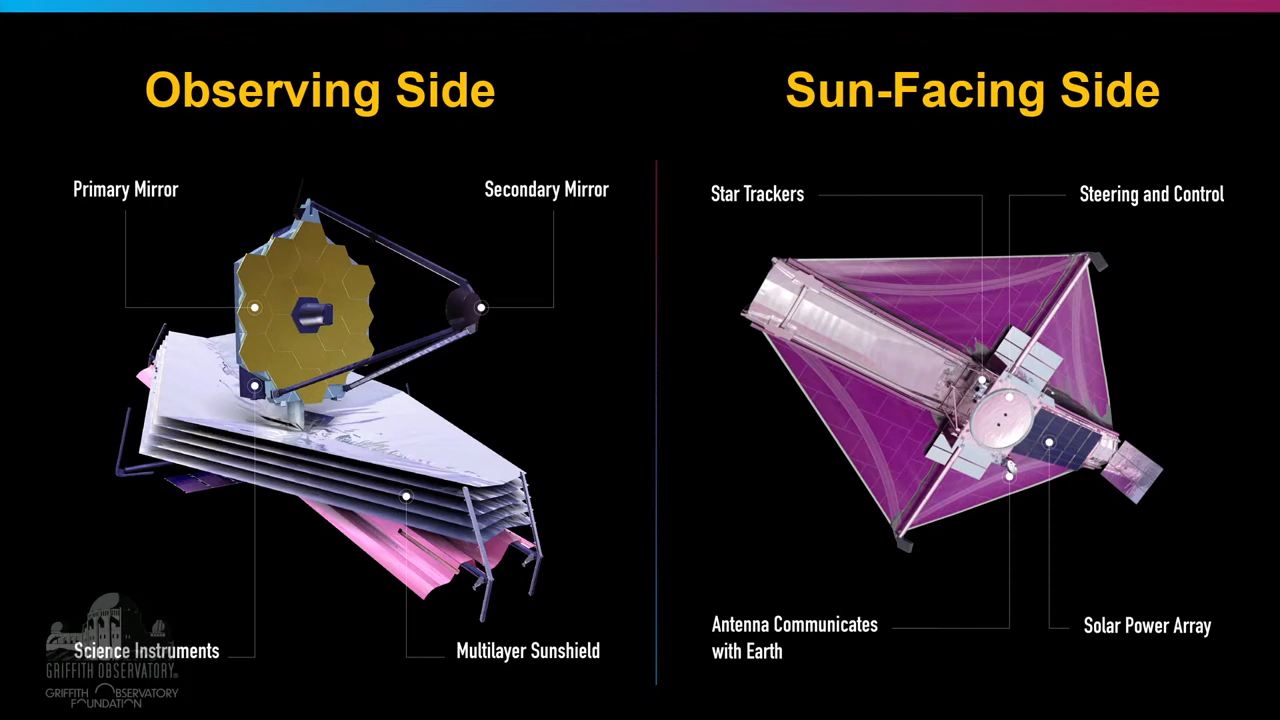 Observing Side
Sun-Facing Side
Primary Mirror
Secondary Mirror
Star Trackers
Steering and Control
Science Instruments
Multilayer Sunshield
Antenna Communicates
with Earth
Solar Power Array
GRIFFITH OBSERVATORY®
GRIFFITH OBSERVATORY
FOUNDATION